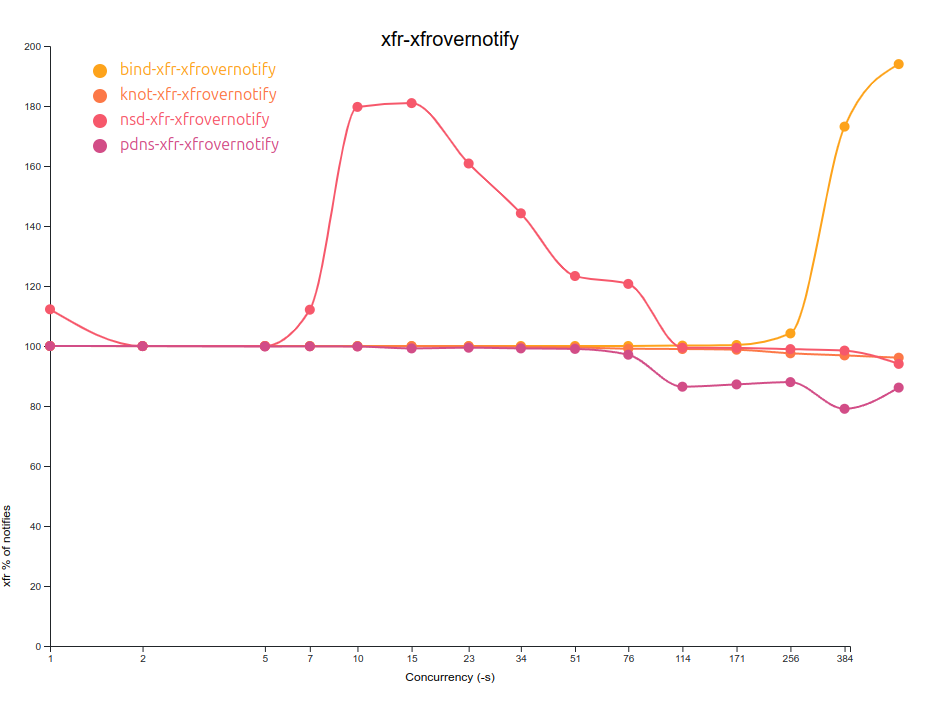 xfr-xfrovernotify
bind-xfr-xfrovernotify
knot-xfr-xfrovernotify
nsd-xfr-xfrovernotify
pdns-xfr-xfrovernotify
200
180
160
140
120
100
80
60
40
20
0
xfr % of notifies
1 2 5 7 10 15 23 34 51 76 114 171 256 384
Concurrency (-s)